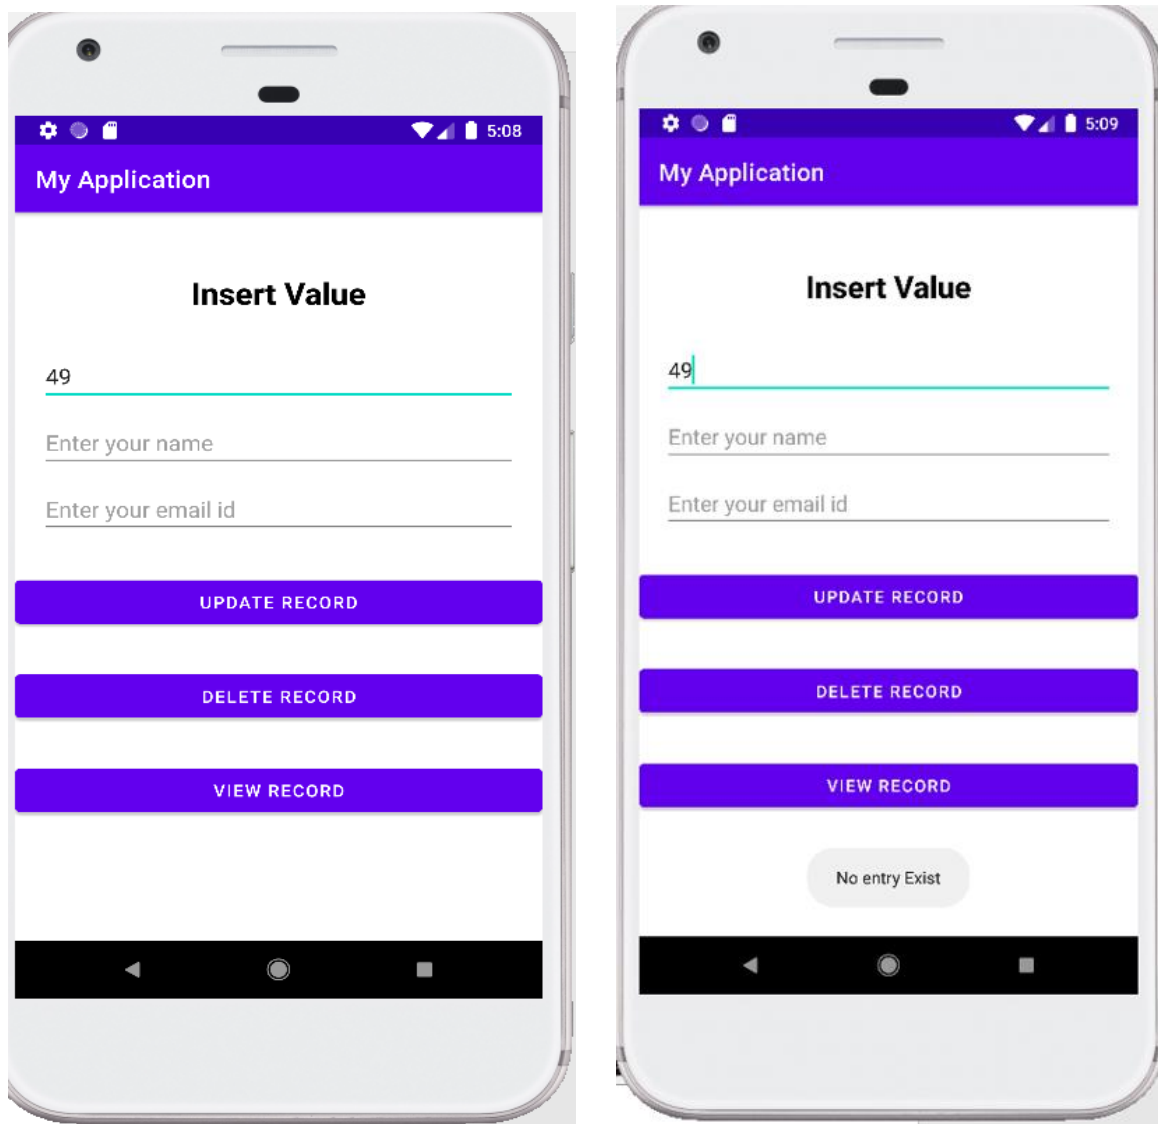 5:08
My Application
Insert Value
49
Enter your name
Enter your email id
UPDATE RECORD
DELETE RECORD
VIEW RECORD
5:09
My Application
Insert Value
49
Enter your name
Enter your email id
UPDATE RECORD
DELETE RECORD
VIEW RECORD
No entry Exist